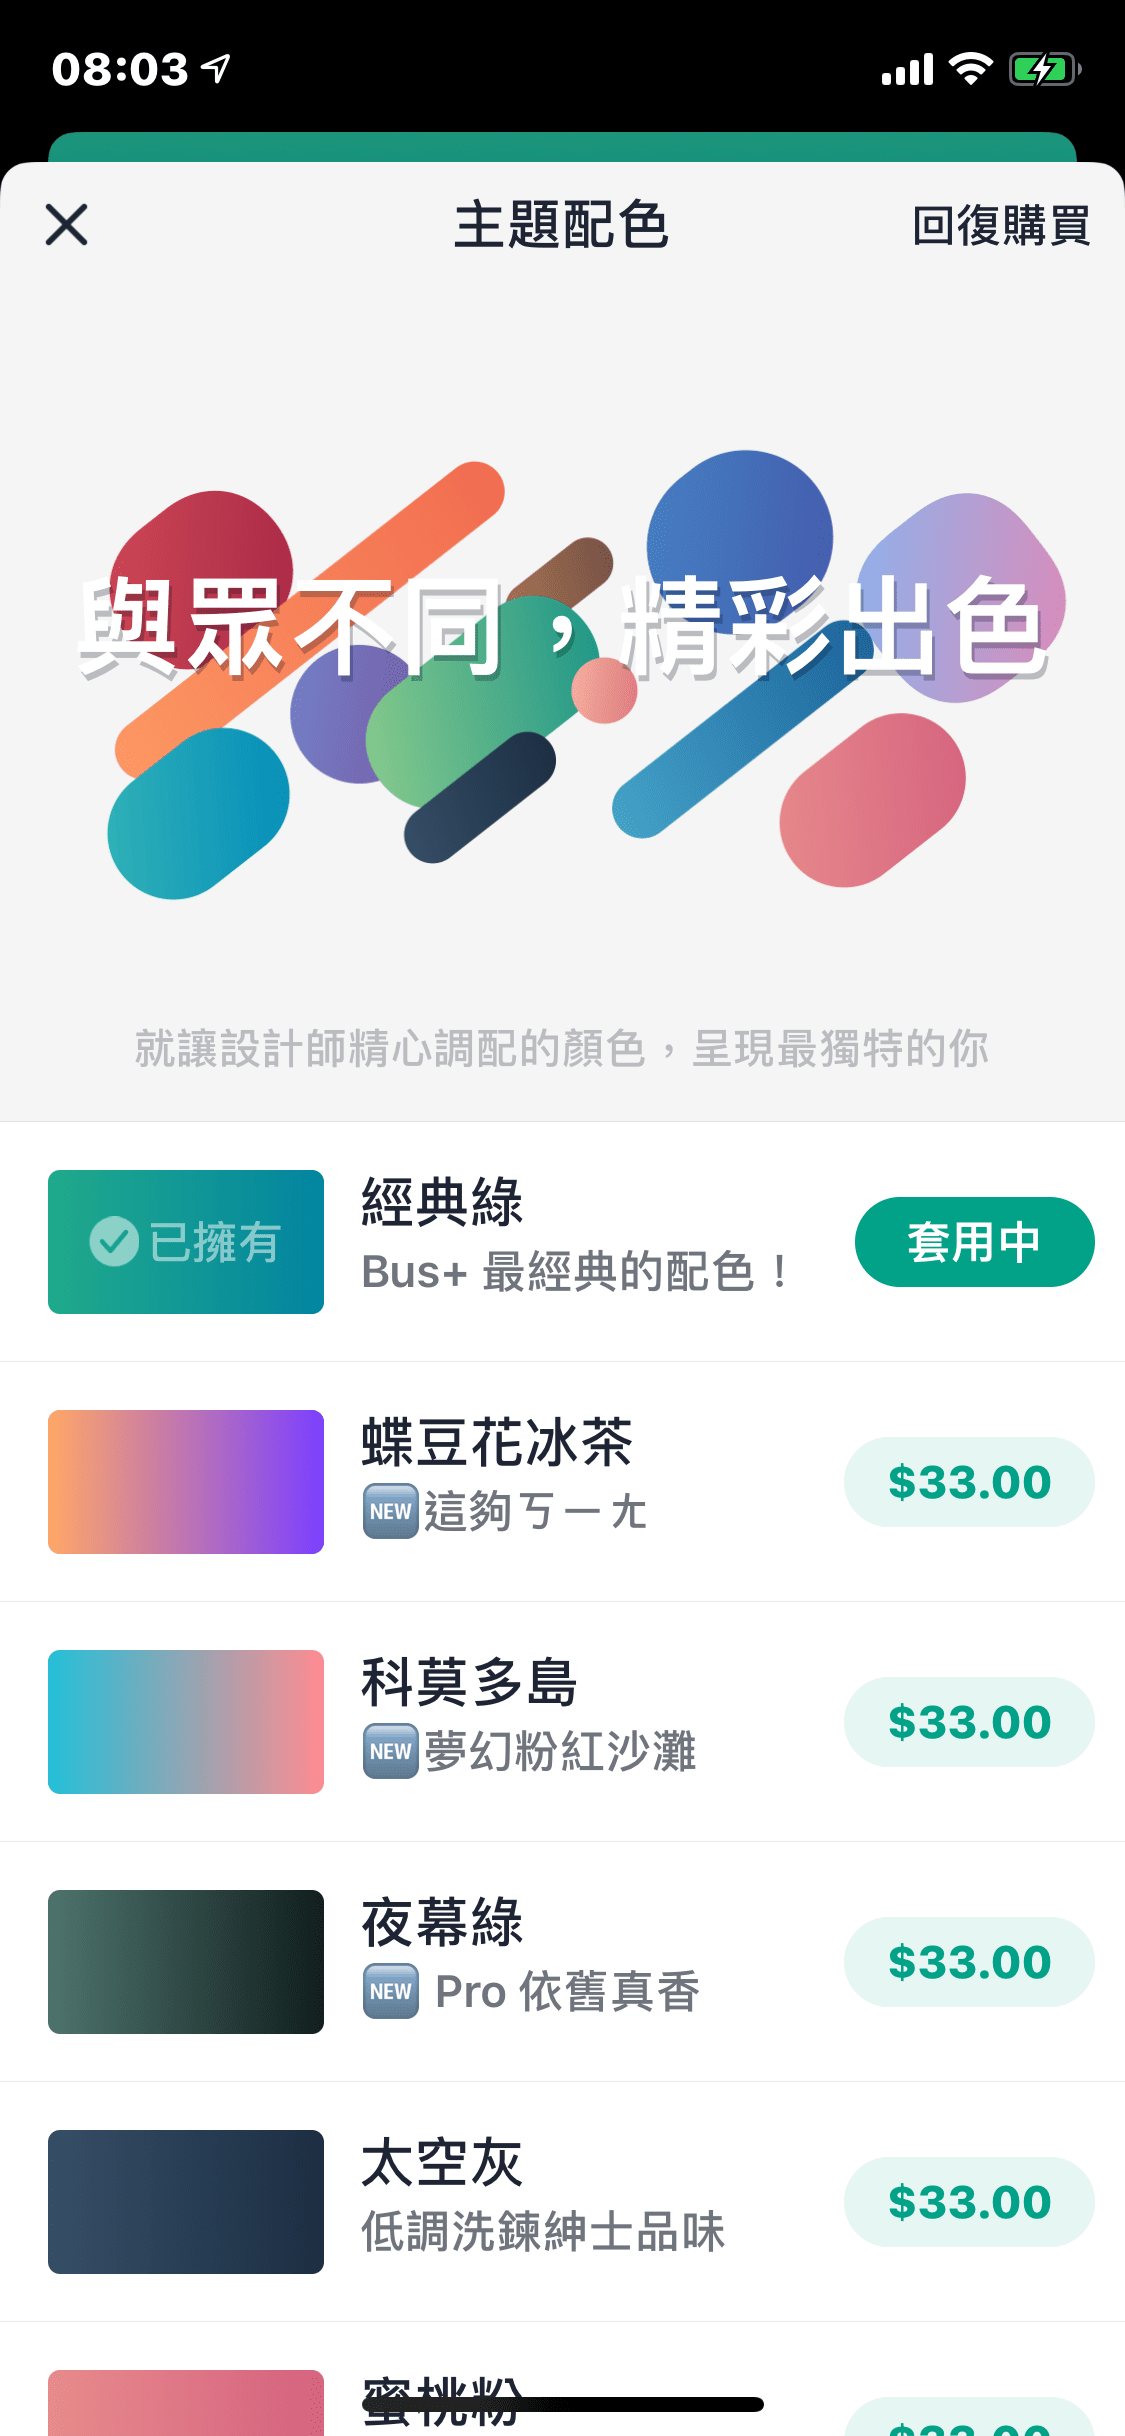 08:03
主題配色
回復購買
與眾不同，精彩出色
就讓設計師精心調配的顏色，呈現最獨特的你
已擁有
經典綠
Bus+ 最經典的配色！
套用中
蝶豆花冰茶
🆕這夠ㄎㄧㄤ
$33.00
科莫多島
🆕夢幻粉紅沙灘
$33.00
夜幕綠
🆕 Pro 依舊真香
$33.00
太空灰
低調洗鍊紳士品味
$33.00
蜜桃粉
$33.00